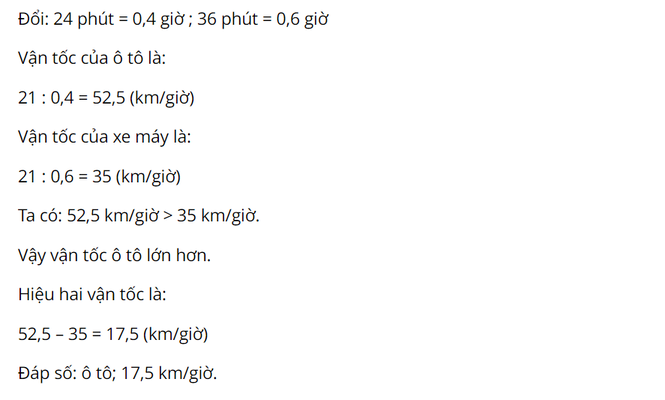 Đổi: 24 phút = 0,4 giờ ; 36 phút = 0,6 giờ
Vận tốc của ô tô là:
21 : 0,4 = 52,5 (km/giờ)
Vận tốc của xe máy là:
21 : 0,6 = 35 (km/giờ)
Ta có: 52,5 km/giờ > 35 km/giờ.
Vậy vận tốc ô tô lớn hơn.
Hiệu hai vận tốc là:
52,5 – 35 = 17,5 (km/giờ)
Đáp số: ô tô; 17,5 km/giờ.